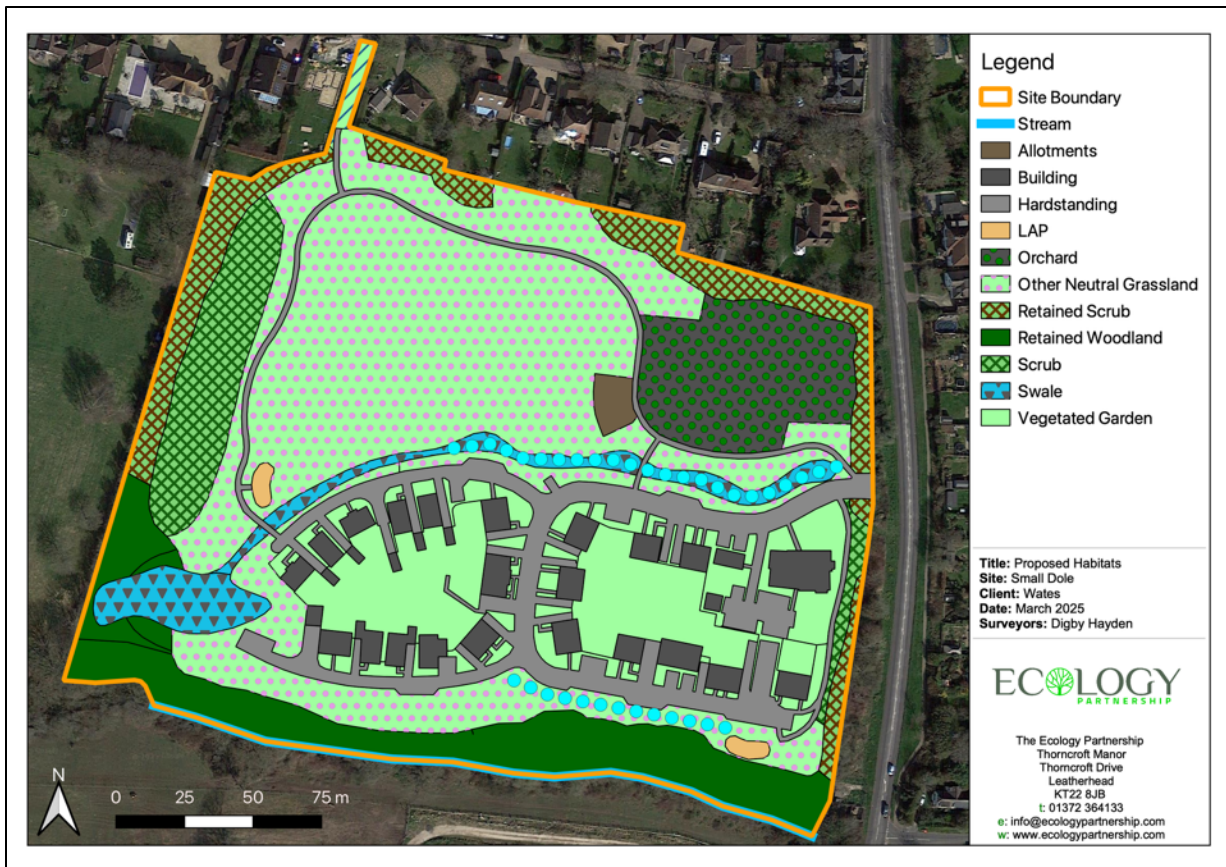 Legend
Site Boundary
Stream
Allotments
Building
Hardstanding
LAP
Orchard
Other Neutral Grassland
Retained Scrub
Retained Woodland
Scrub
Swale
Vegetated Garden
Title: Proposed Habitats
Site: Small Dole
Client: Wates
Date: March 2025
Surveyors: Digby Hayden
ECOLOGY
PARTNERSHIP
The Ecology Partnership
Thorncroft Manor
Thorncroft Drive
Leatherhead
KT22 8JB
t: 01372 364133
e: info@ecologypartnership.com
w: www.ecologypartnership.com
N
0 25 50 75 m